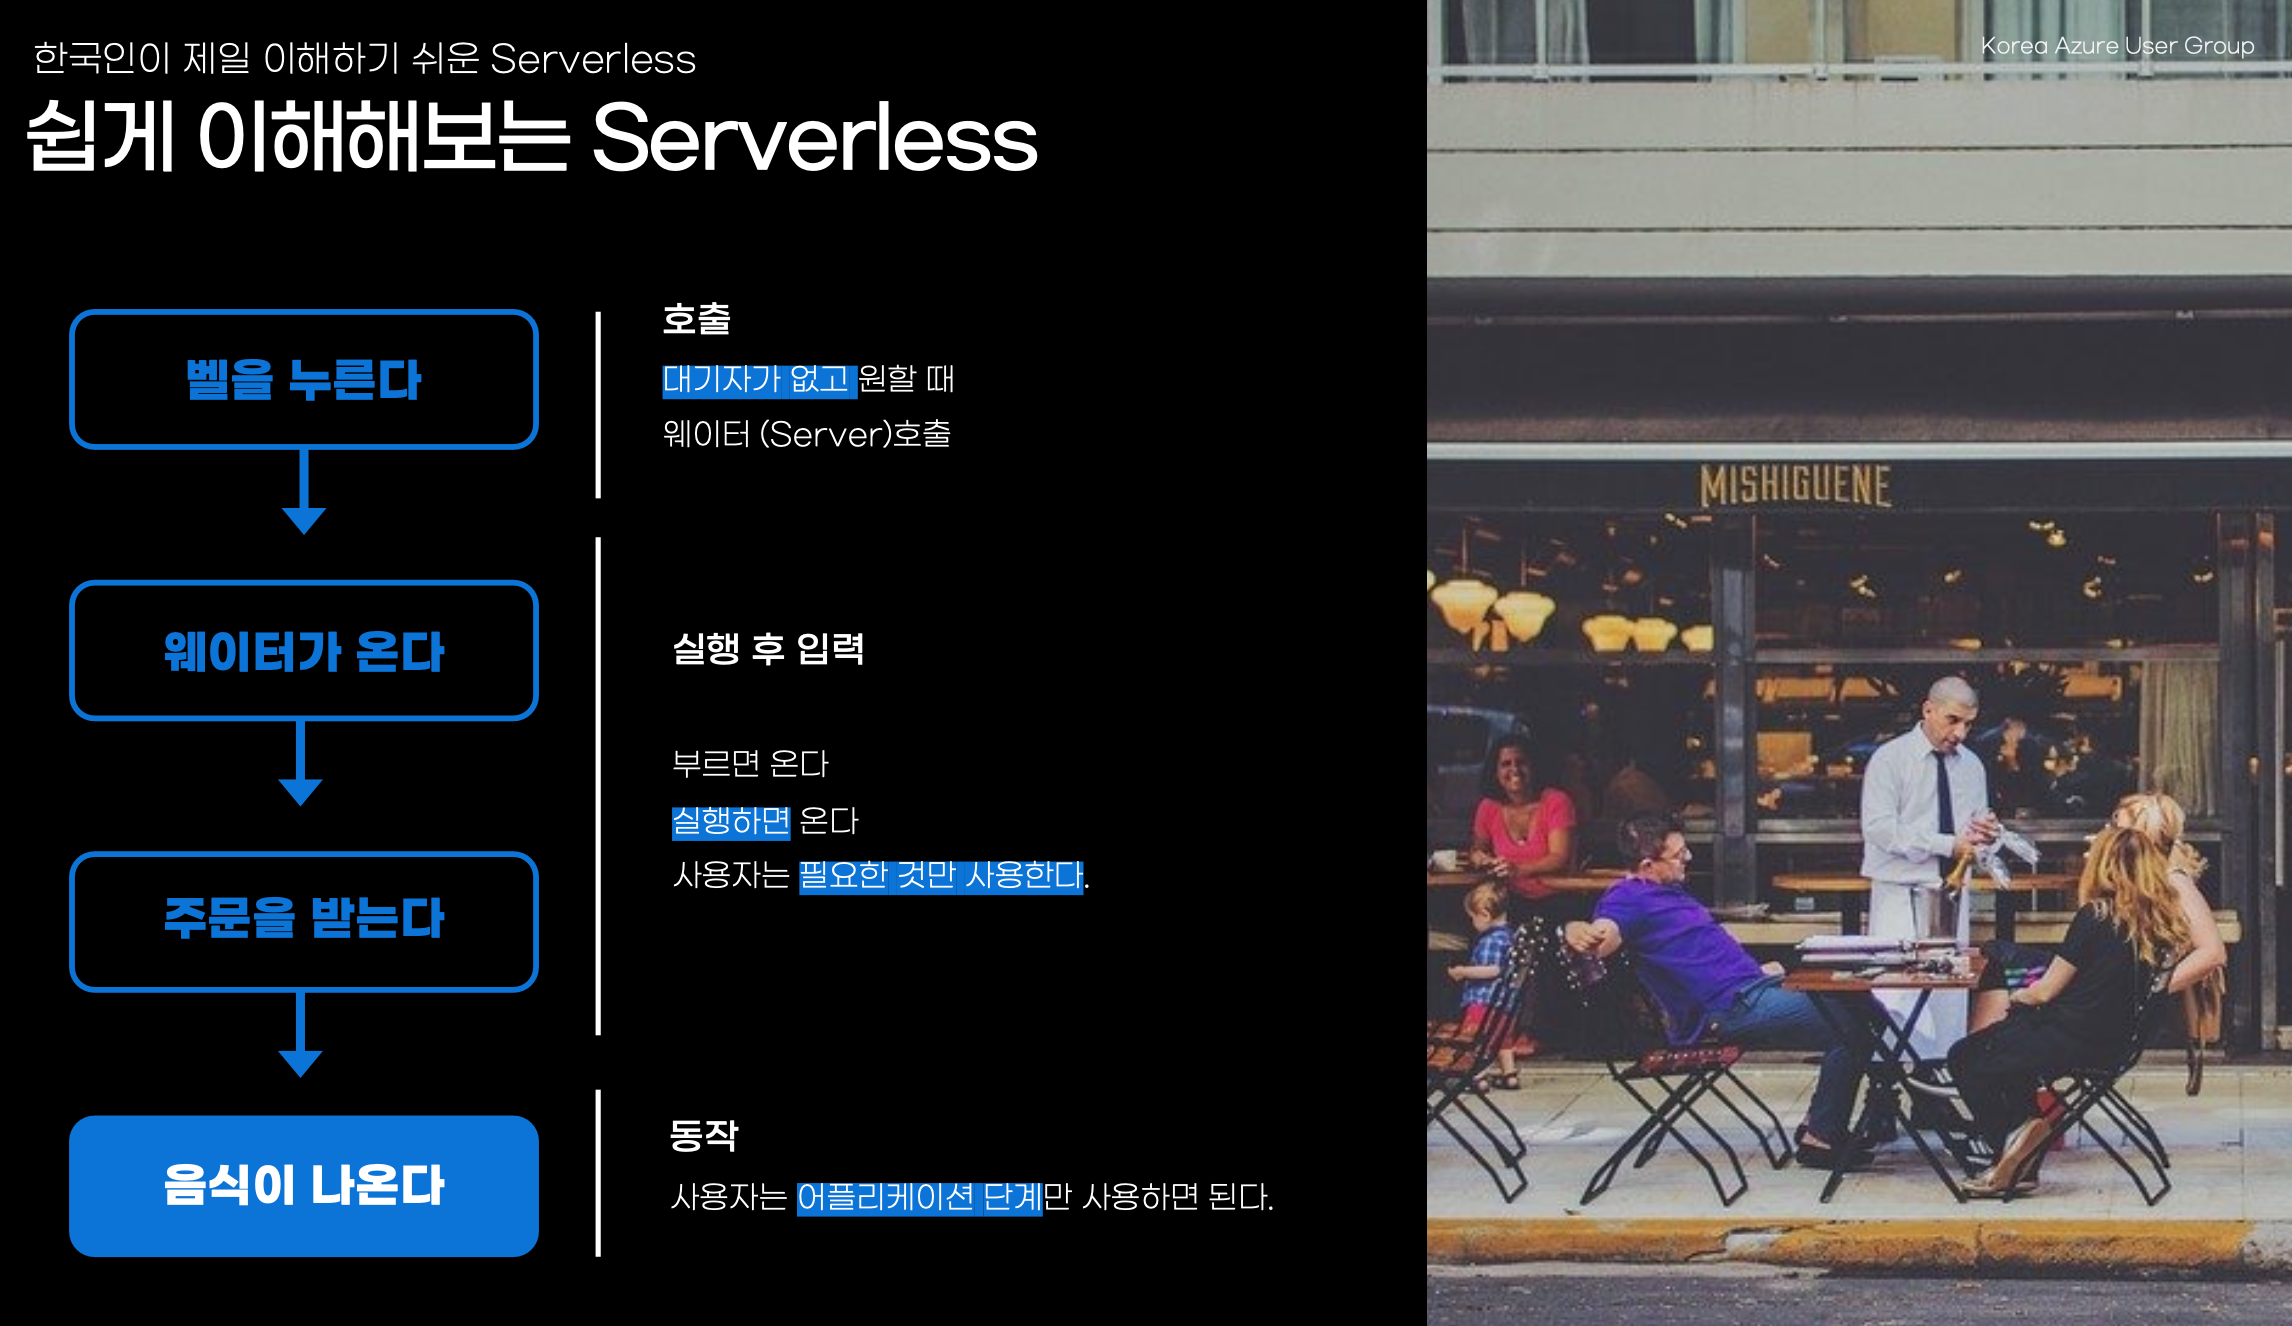 한국인이 제일 이해하기 쉬운 Serverless
쉽게 이해해보는 Serverless
Korea Azure User Group
벨을 누른다
호출
대기자가 없고 원할 때
웨이터 (Server)호출
웨이터가 온다
실행 후 입력
부르면 온다
실행하면 온다
사용자는 필요한 것만 사용한다.
주문을 받는다
음식이 나온다
동작
사용자는 어플리케이션 단계만 사용하면 된다.
MISHIGUENE